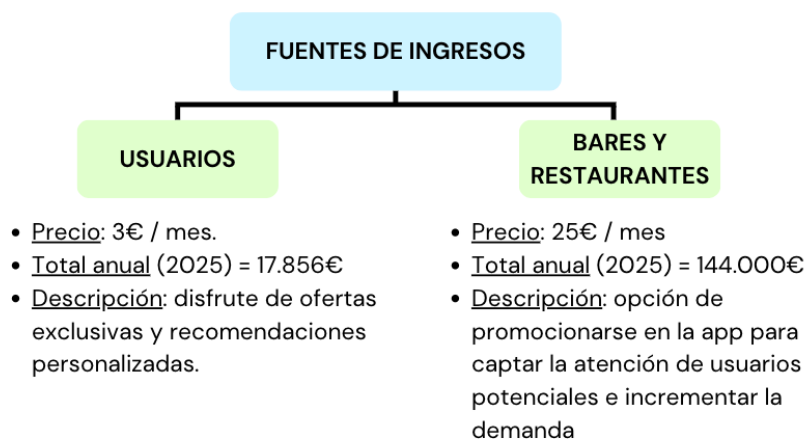 FUENTES DE INGRESOS
USUARIOS
• Precio: 3€ / mes.
• Total anual (2025) = 17.856€
• Descripción: disfrute de ofertas
exclusivas y recomendaciones
personalizadas.
BARES Y
RESTAURANTES
• Precio: 25€ / mes
• Total anual (2025) = 144.000€
• Descripción: opción de
promocionarse en la app para
captar la atención de usuarios
potenciales e incrementar la
demanda